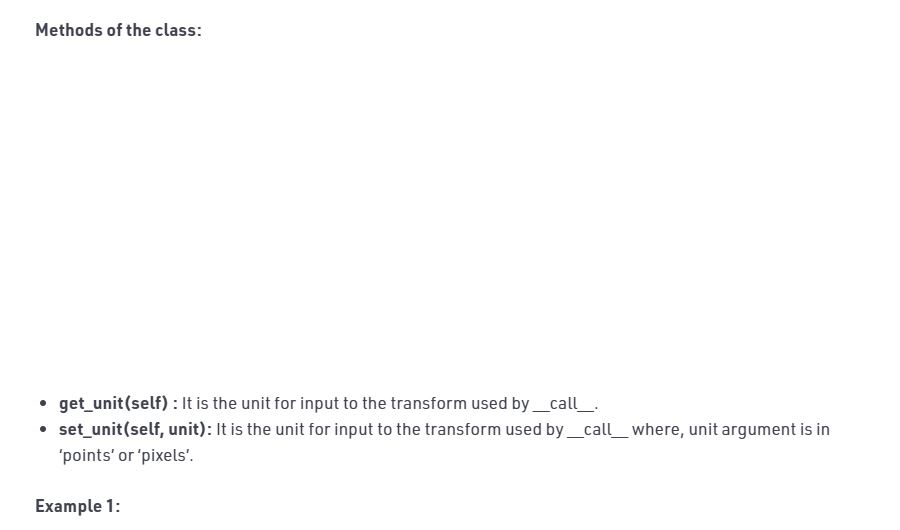 Methods of the class:
• get_unit(self) : It is the unit for input to the transform used by __call__.
• set_unit(self, unit): It is the unit for input to the transform used by __call__ where, unit argument is in
‘points’ or ‘pixels’.
Example 1: